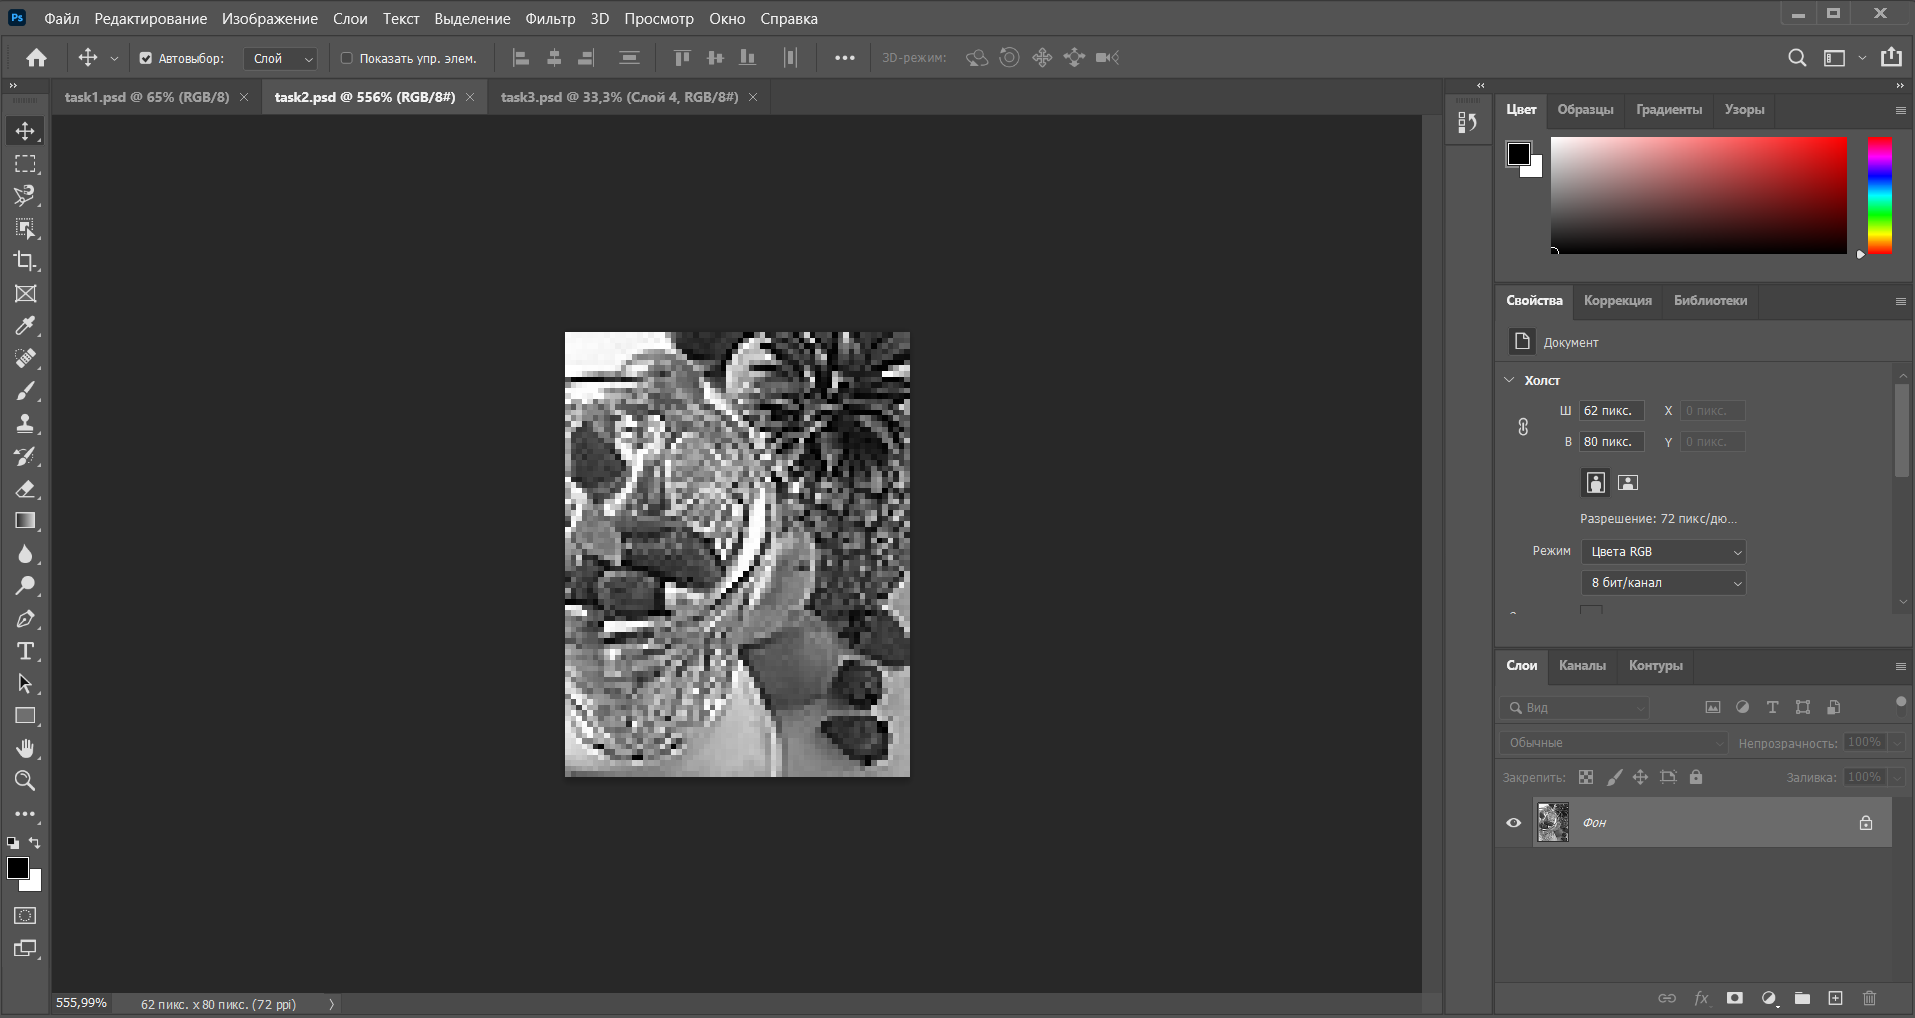 Ps Файл Редактирование Изображение Слои Текст Выделение Фильтр 3D Просмотр Окно Справка
Автовыбор: Слой Показать упр. элем. 3D-режим:
task1.psd @ 65% (RGB/8) task2.psd @ 556% (RGB/8#) task3.psd @ 33,3% (Слой 4, RGB/8#)
Цвет Образцы Градиенты Узоры
Свойства Коррекция Библиотеки
Документ
Холст
Ш 62 пикс. X 0 пикс.
В 80 пикс. Y 0 пикс.
Разрешение: 72 пикс/дю...
Режим Цвета RGB
8 бит/канал
Слои Каналы Контуры
Вид
Обычные Непрозрачность: 100%
Закрепить: Заливка: 100%
Фон
fx
555,99% 62 пикс. x 80 пикс. (72 ppi)